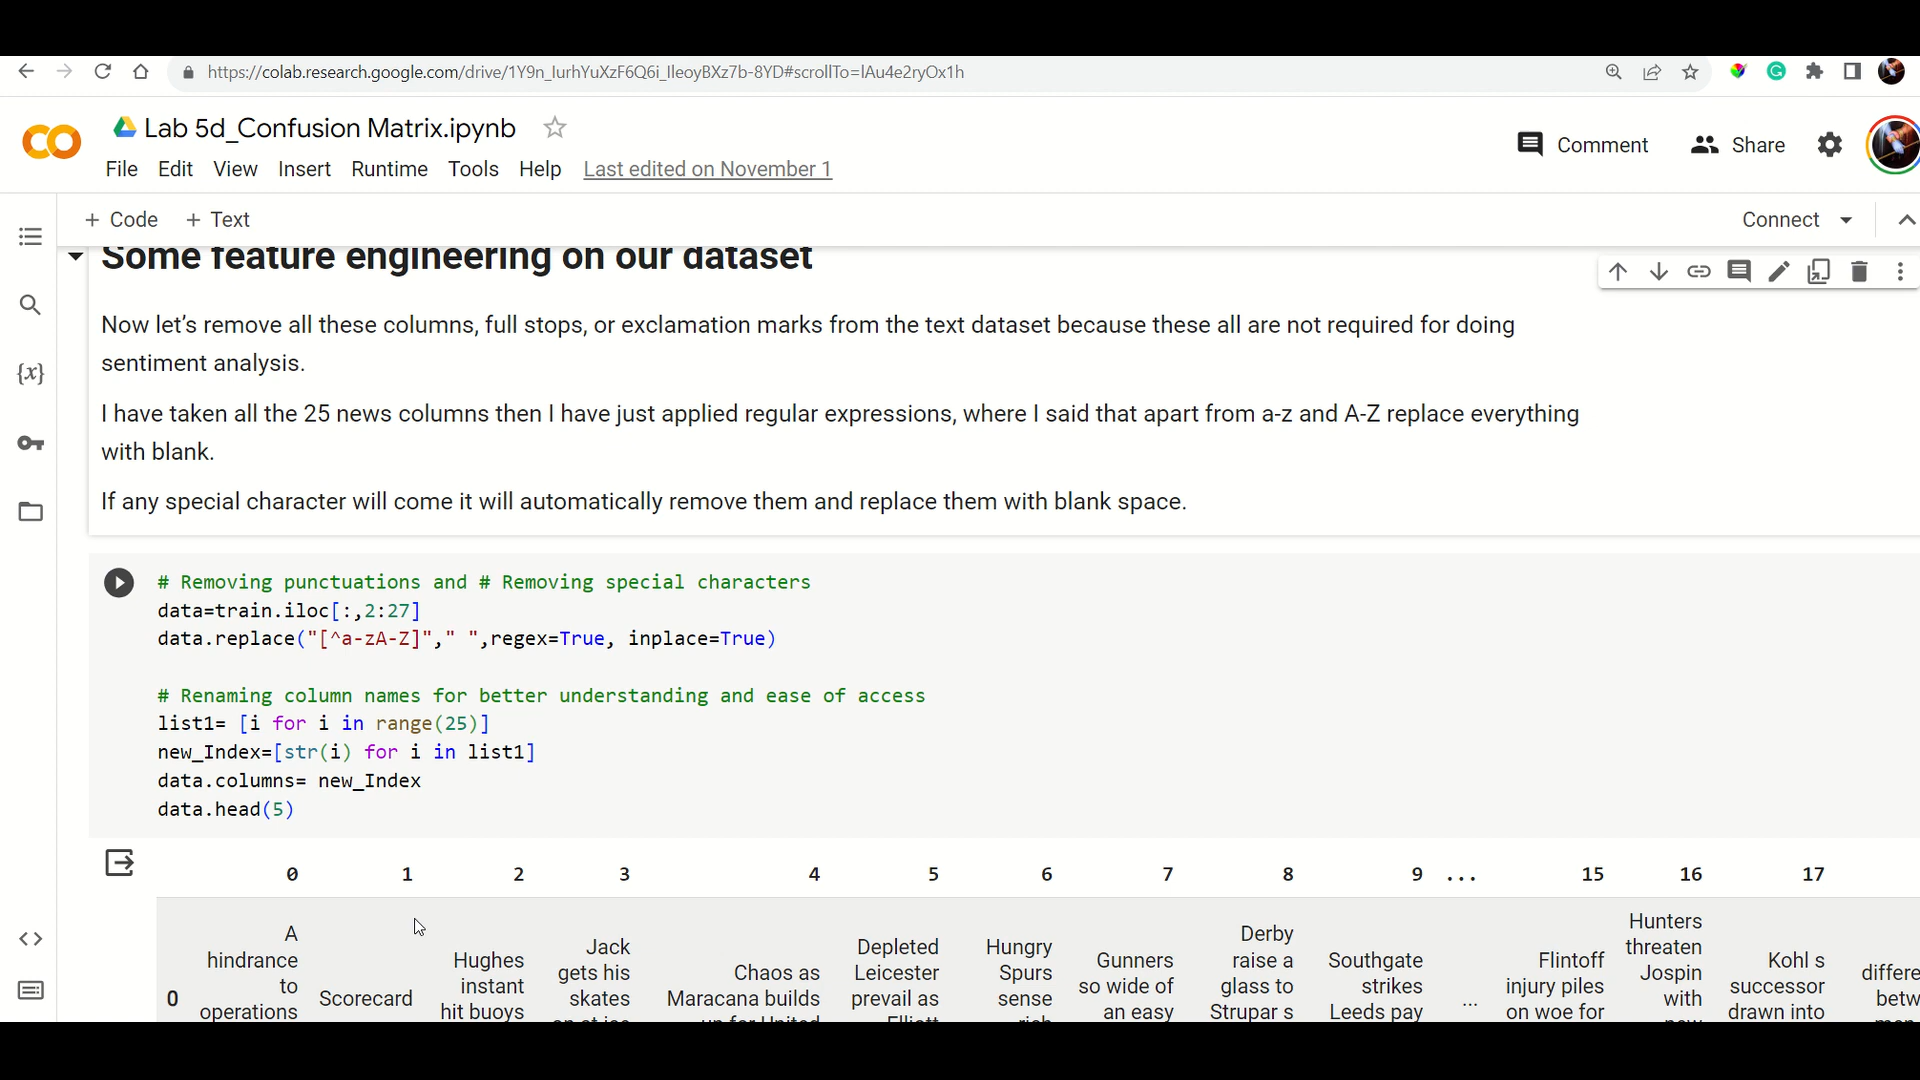 https://colab.research.google.com/drive/1Y9n_IurhYuXzF6Q6i_IleoyBXz7b-8YD#scrollTo=lAu4e2ryOx1h
Lab 5d_Confusion Matrix.ipynb
File Edit View Insert Runtime Tools Help Last edited on November 1
Comment Share
+ Code + Text
Connect
Some feature engineering on our dataset
Now let’s remove all these columns, full stops, or exclamation marks from the text dataset because these all are not required for doing
sentiment analysis.
I have taken all the 25 news columns then I have just applied regular expressions, where I said that apart from a-z and A-Z replace everything
with blank.
If any special character will come it will automatically remove them and replace them with blank space.
# Removing punctuations and # Removing special characters
data=train.iloc[:,2:27]
data.replace("[^a-zA-Z]"," ",regex=True, inplace=True)
# Renaming column names for better understanding and ease of access
list1= [i for i in range(25)]
new_Index=[str(i) for i in list1]
data.columns= new_Index
data.head(5)
0 1 2 3 4 5 6 7 8 9 ... 15 16 17
0
A
hindrance
to
operations
Scorecard
Hughes
instant
hit buoys
Jack
gets his
skates
Chaos as
Maracana builds
up for United
Depleted
Leicester
prevail as
Elliott
Hungry
Spurs
sense
rich
Gunners
so wide of
an easy
Derby
raise a
glass to
Strupar s
Southgate
strikes
Leeds pay
...
Flintoff
injury piles
on woe for
Hunters
threaten
Jospin
with
new
Kohl s
successor
drawn into
differe
betw